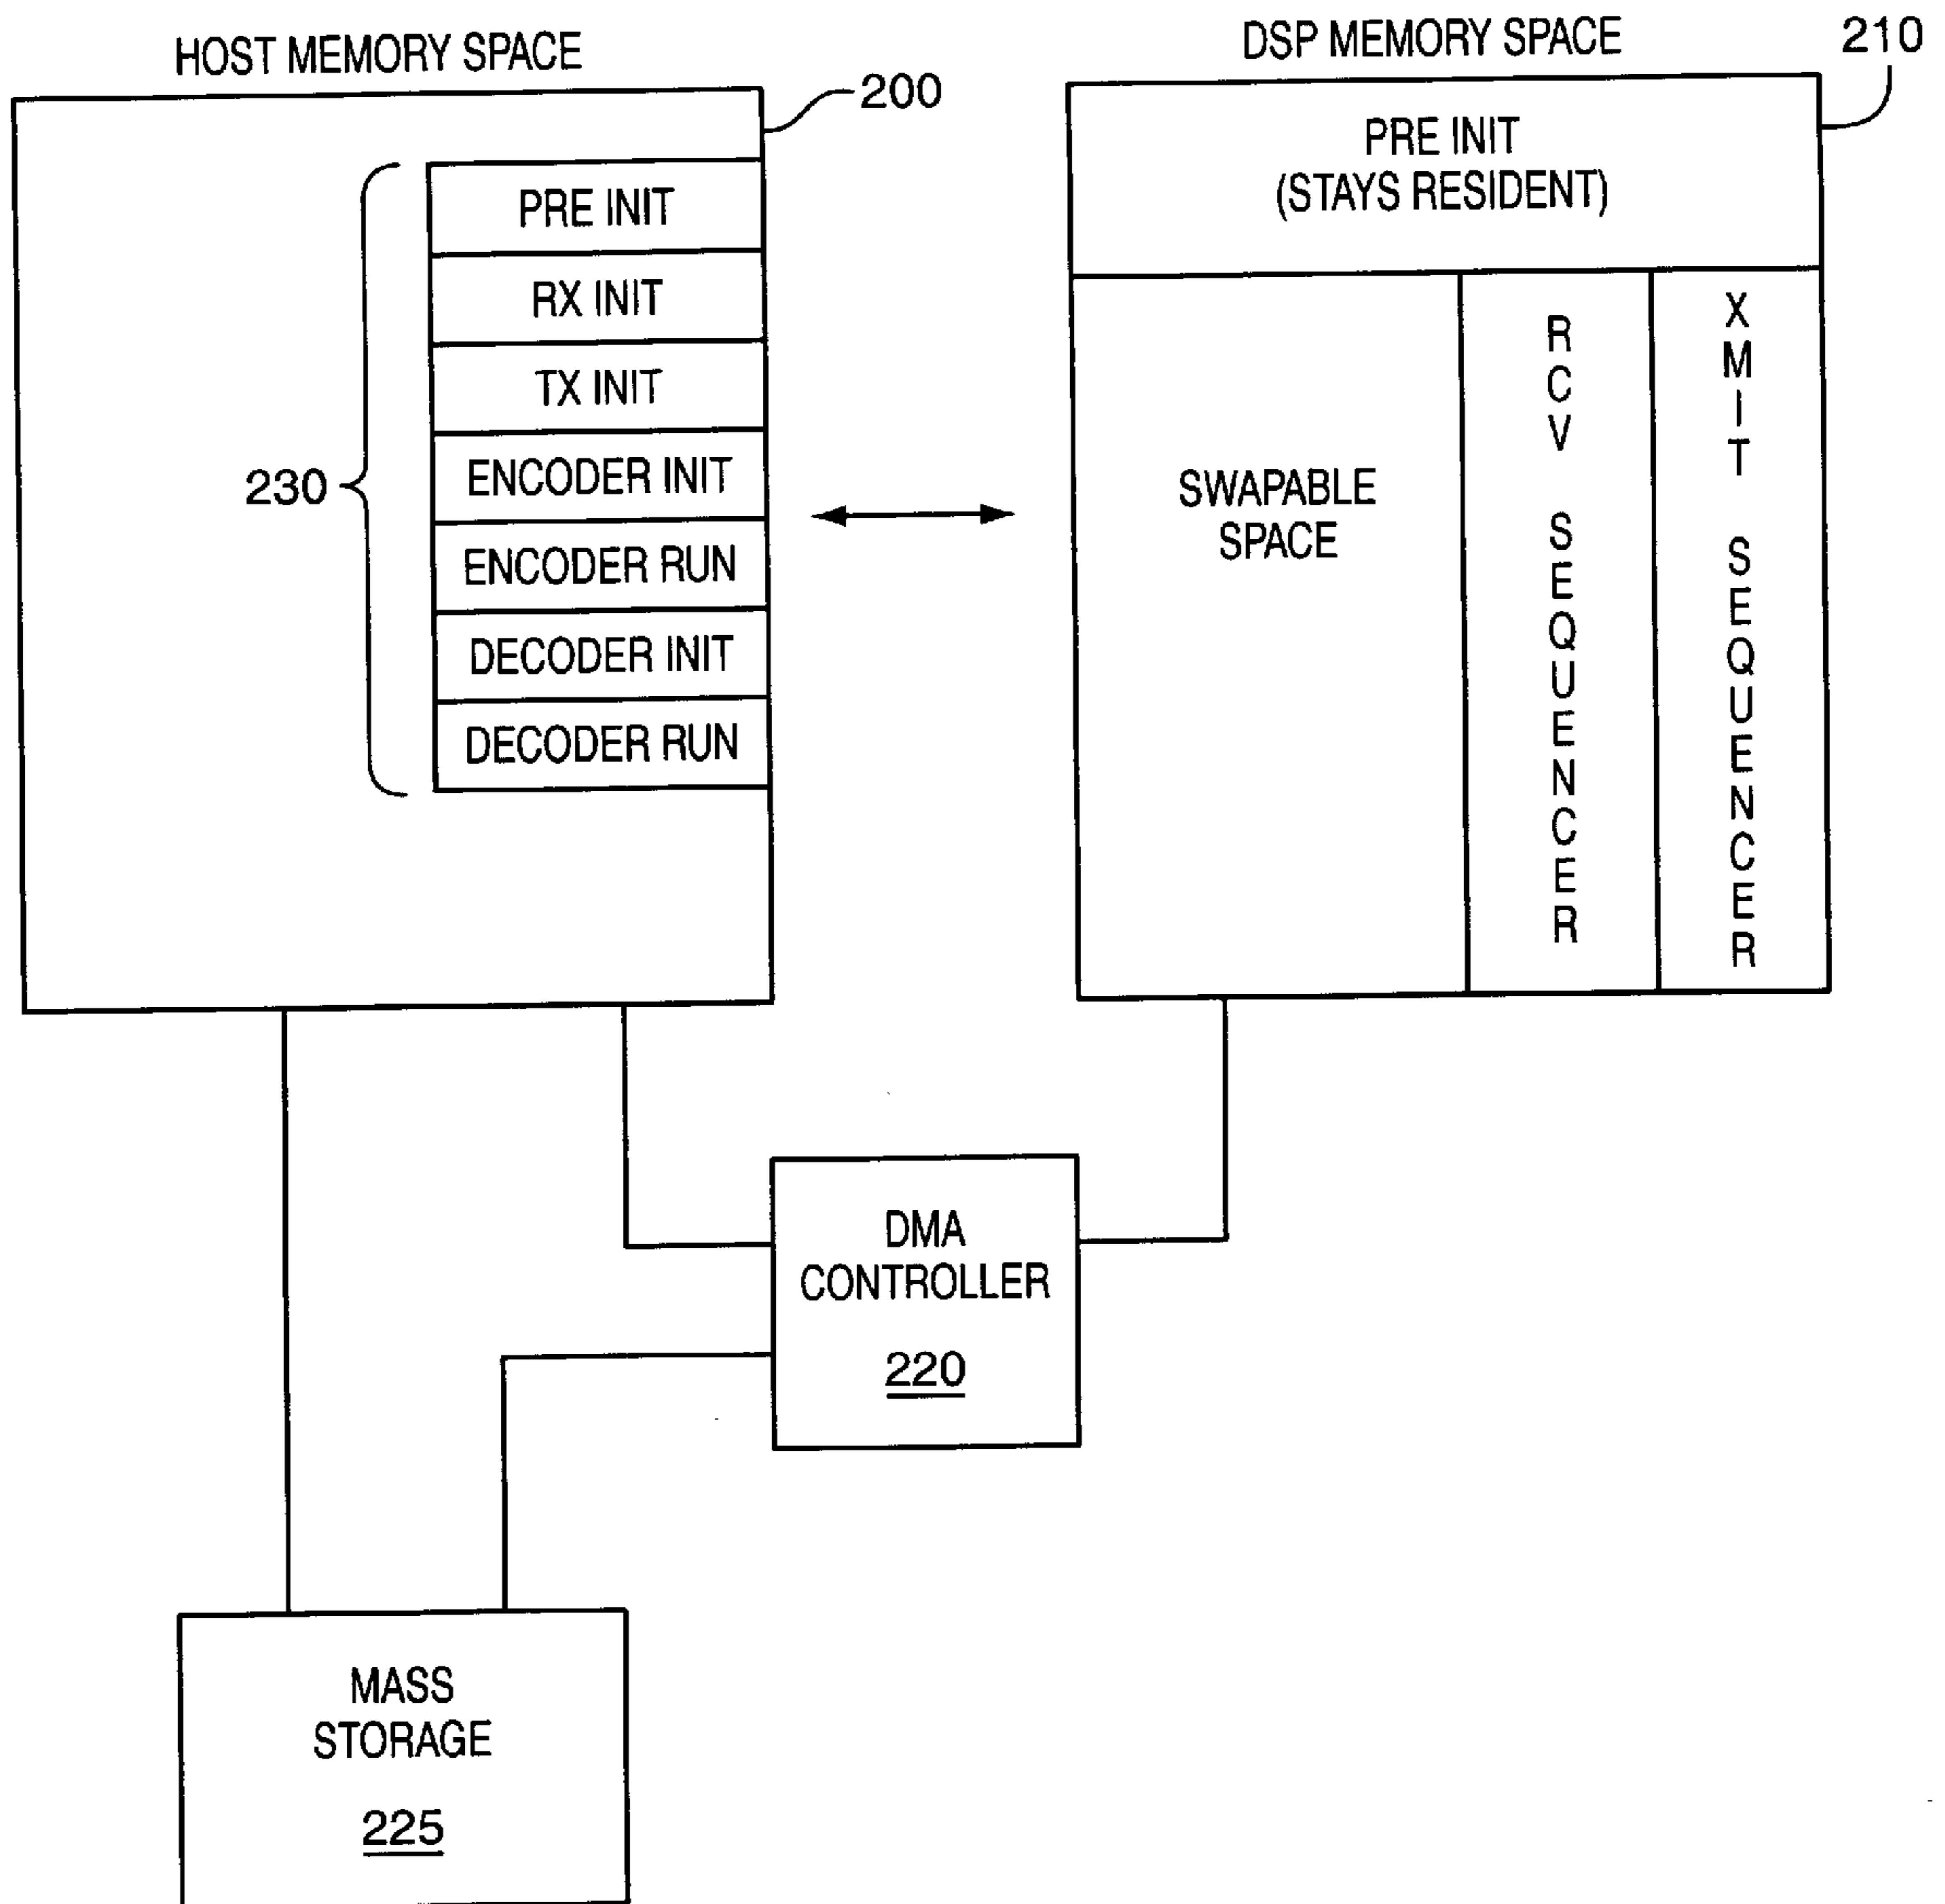 HOST MEMORY SPACE
200
PRE INIT
RX INIT
TX INIT
ENCODER INIT
ENCODER RUN
DECODER INIT
DECODER RUN
230
DSP MEMORY SPACE
210
PRE INIT
(STAYS RESIDENT)
SWAPABLE
SPACE
RCV SEQUENCER
XMIT SEQUENCER
DMA
CONTROLLER
220
MASS
STORAGE
225